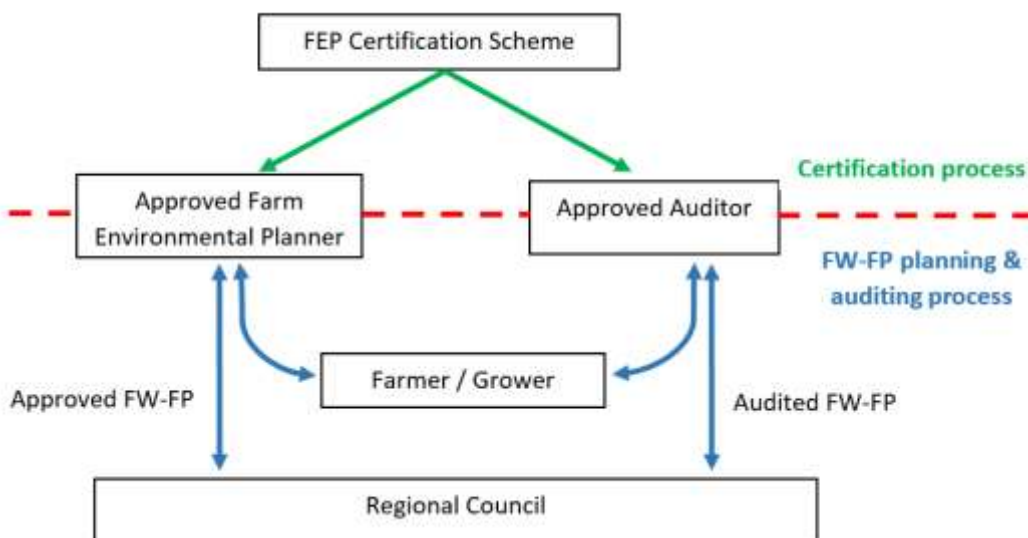 FEP Certification Scheme
Certification process
Approved Farm
Environmental Planner
Approved Auditor
FW-FP planning &
auditing process
Farmer / Grower
Approved FW-FP
Audited FW-FP
Regional Council